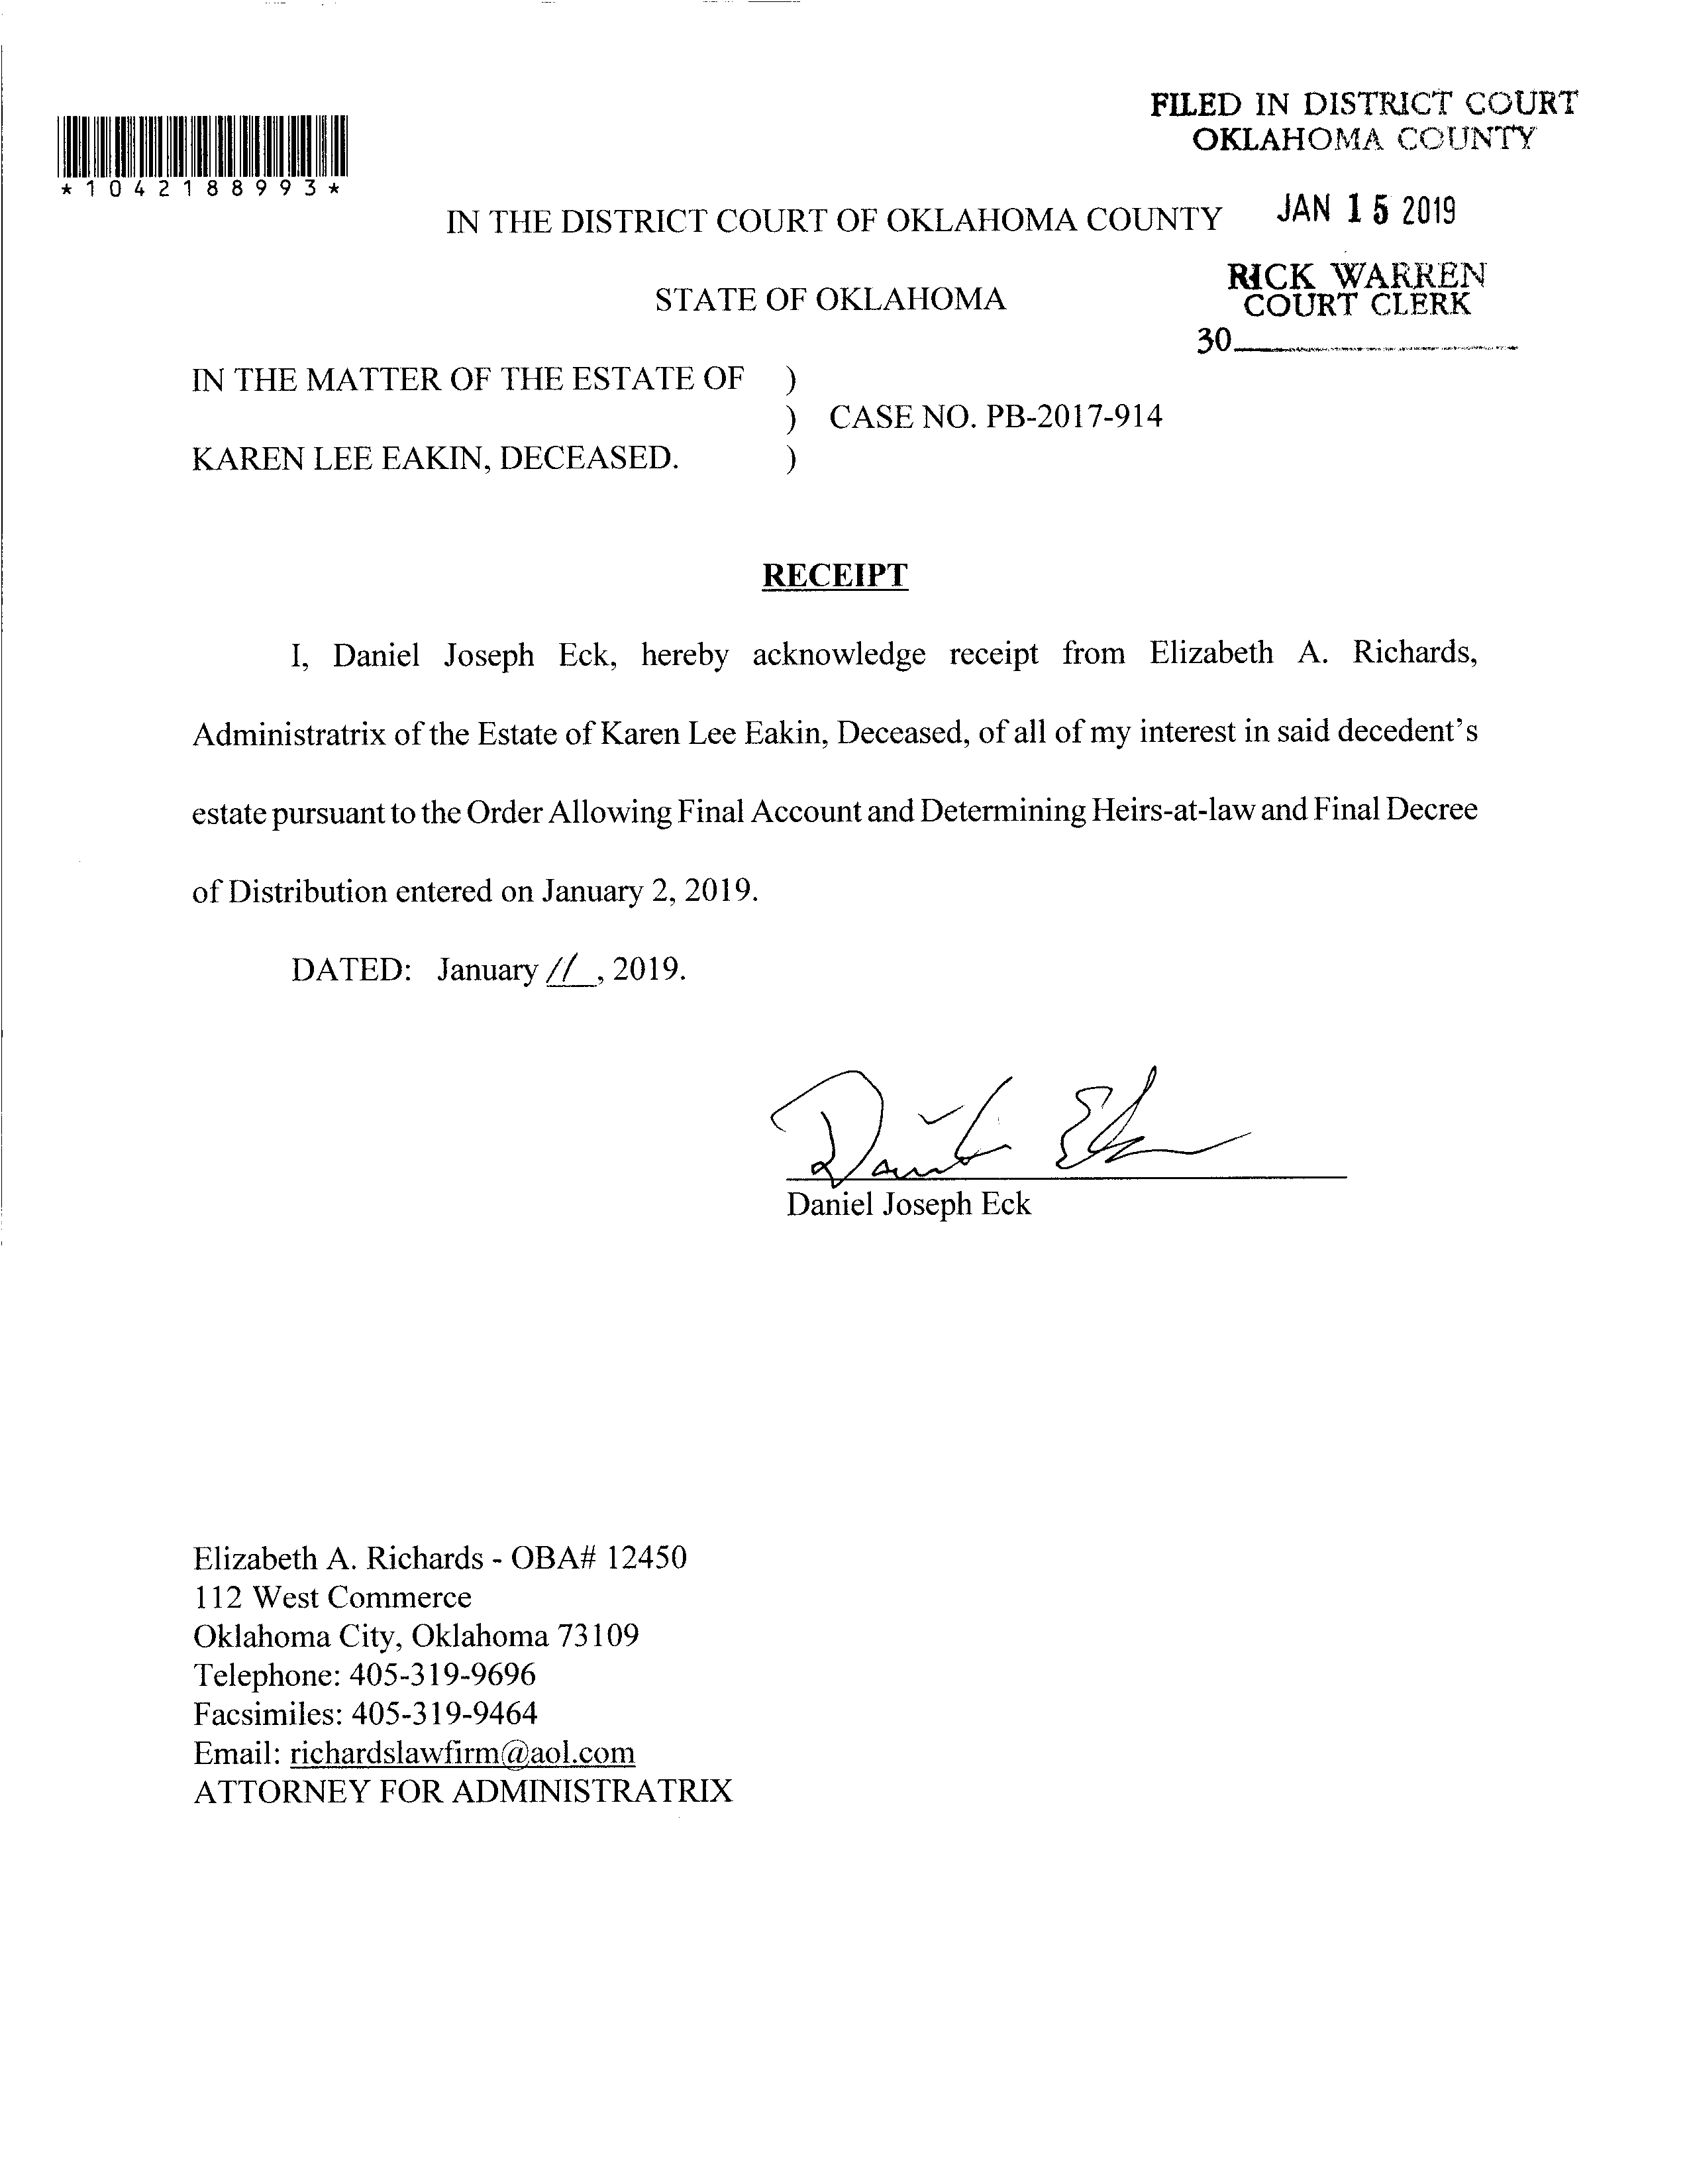 FILED IN DISTRICT COURT
OKLAHOMA COUNTY
*1042188993*
JAN 15 2019
IN THE DISTRICT COURT OF OKLAHOMA COUNTY
RICK WARREN
COURT CLERK
STATE OF OKLAHOMA
30
IN THE MATTER OF THE ESTATE OF )
) CASE NO. PB-2017-914
KAREN LEE EAKIN, DECEASED. )
RECEIPT
I, Daniel Joseph Eck, hereby acknowledge receipt from Elizabeth A. Richards,
Administratrix of the Estate of Karen Lee Eakin, Deceased, of all of my interest in said decedent's
estate pursuant to the Order Allowing Final Account and Determining Heirs-at-law and Final Decree
of Distribution entered on January 2, 2019.
DATED: January 11, 2019.
Daniel Joseph Eck
Elizabeth A. Richards - OBA# 12450
112 West Commerce
Oklahoma City, Oklahoma 73109
Telephone: 405-319-9696
Facsimiles: 405-319-9464
Email: richardslawfirm@aol.com
ATTORNEY FOR ADMINISTRATRIX